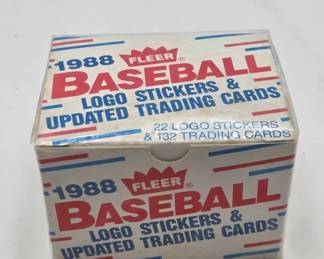 1988 FLEER®
BASEBALL
LOGO STICKERS &
UPDATED TRADING CARDS
22 LOGO STICKERS
& 132 TRADING CARDS
1988 FLEER®
BASEBALL
LOGO STICKERS &
UPDATED TRADING CARDS